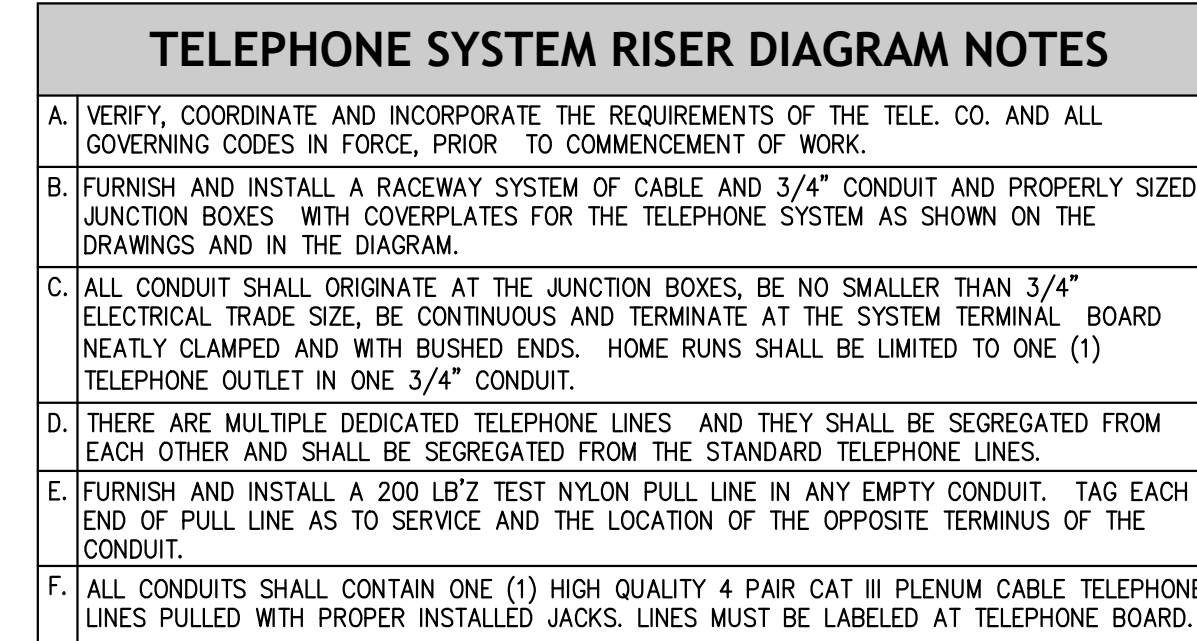 TELEPHONE SYSTEM RISER DIAGRAM NOTES
A. VERIFY, COORDINATE AND INCORPORATE THE REQUIREMENTS OF THE TELE. CO. AND ALL
GOVERNING CODES IN FORCE, PRIOR TO COMMENCEMENT OF WORK.
B. FURNISH AND INSTALL A RACEWAY SYSTEM OF CABLE AND 3/4" CONDUIT AND PROPERLY SIZED
JUNCTION BOXES WITH COVERPLATES FOR THE TELEPHONE SYSTEM AS SHOWN ON THE
DRAWINGS AND IN THE DIAGRAM.
C. ALL CONDUIT SHALL ORIGINATE AT THE JUNCTION BOXES, BE NO SMALLER THAN 3/4"
ELECTRICAL TRADE SIZE, BE CONTINUOUS AND TERMINATE AT THE SYSTEM TERMINAL BOARD
NEATLY CLAMPED AND WITH BUSHED ENDS. HOME RUNS SHALL BE LIMITED TO ONE (1)
TELEPHONE OUTLET IN ONE 3/4" CONDUIT.
D. THERE ARE MULTIPLE DEDICATED TELEPHONE LINES AND THEY SHALL BE SEGREGATED FROM
EACH OTHER AND SHALL BE SEGREGATED FROM THE STANDARD TELEPHONE LINES.
E. FURNISH AND INSTALL A 200 LB'Z TEST NYLON PULL LINE IN ANY EMPTY CONDUIT. TAG EACH
END OF PULL LINE AS TO SERVICE AND THE LOCATION OF THE OPPOSITE TERMINUS OF THE
CONDUIT.
F. ALL CONDUITS SHALL CONTAIN ONE (1) HIGH QUALITY 4 PAIR CAT III PLENUM CABLE TELEPHONE
LINES PULLED WITH PROPER INSTALLED JACKS. LINES MUST BE LABELED AT TELEPHONE BOARD.